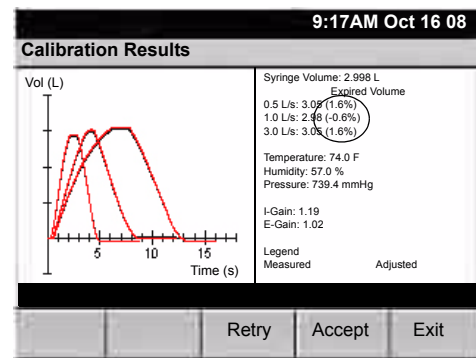 9:17AM Oct 16 08
Calibration Results
Vol (L)
5 10 15
Time (s)
Syringe Volume: 2.998 L
Expired Volume
0.5 L/s: 3.05 (1.6%)
1.0 L/s: 2.98 (-0.6%)
3.0 L/s: 3.05 (1.6%)
Temperature: 74.0 F
Humidity: 57.0 %
Pressure: 739.4 mmHg
I-Gain: 1.19
E-Gain: 1.02
Legend
Measured Adjusted
Retry Accept Exit